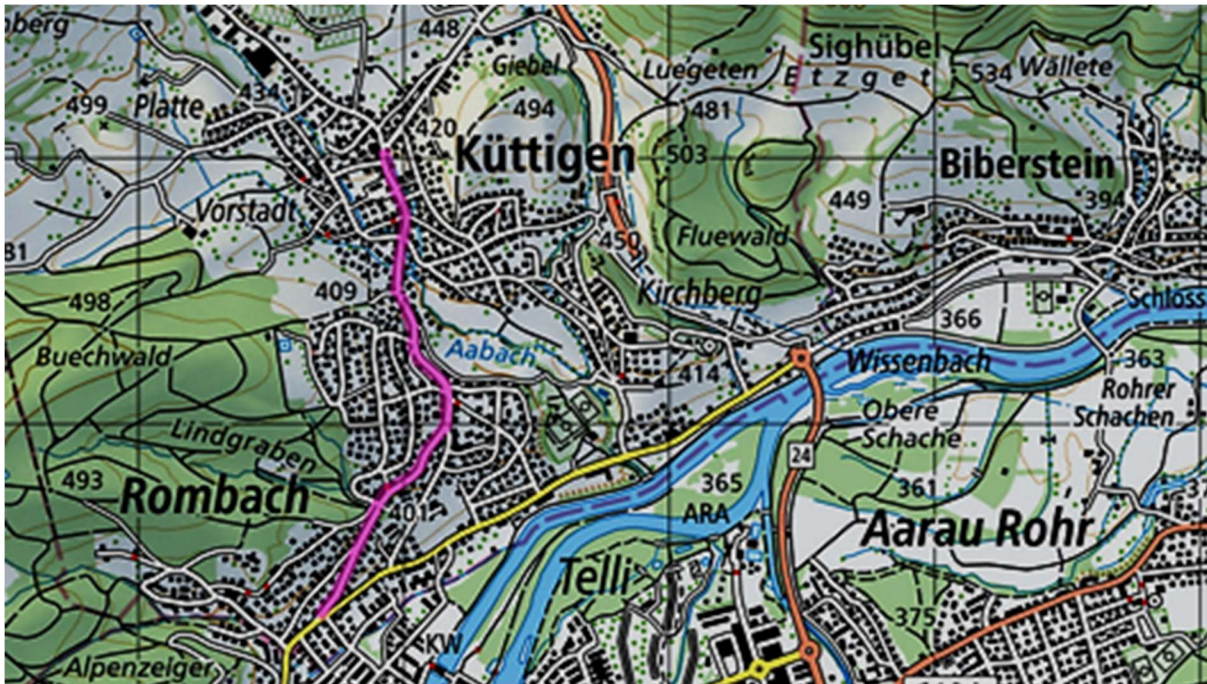 448
Sighübel
Giebel
Luegeten
Etzget
534
Wällete
499
Platte
434
494
481
420
Küttigen
503
Biberstein
449
394
Vorstadt
450
Fluewald
498
409
Kirchberg
Schloss
366
Buechwald
Aabach
414
Wissenbach
363
Rohrer
Schachen
Obere
Schache
Lindgraben
24
493
Rombach
365
361
401
ARA
Aarau Rohr
Telli
375
KW
Alpenzeiger